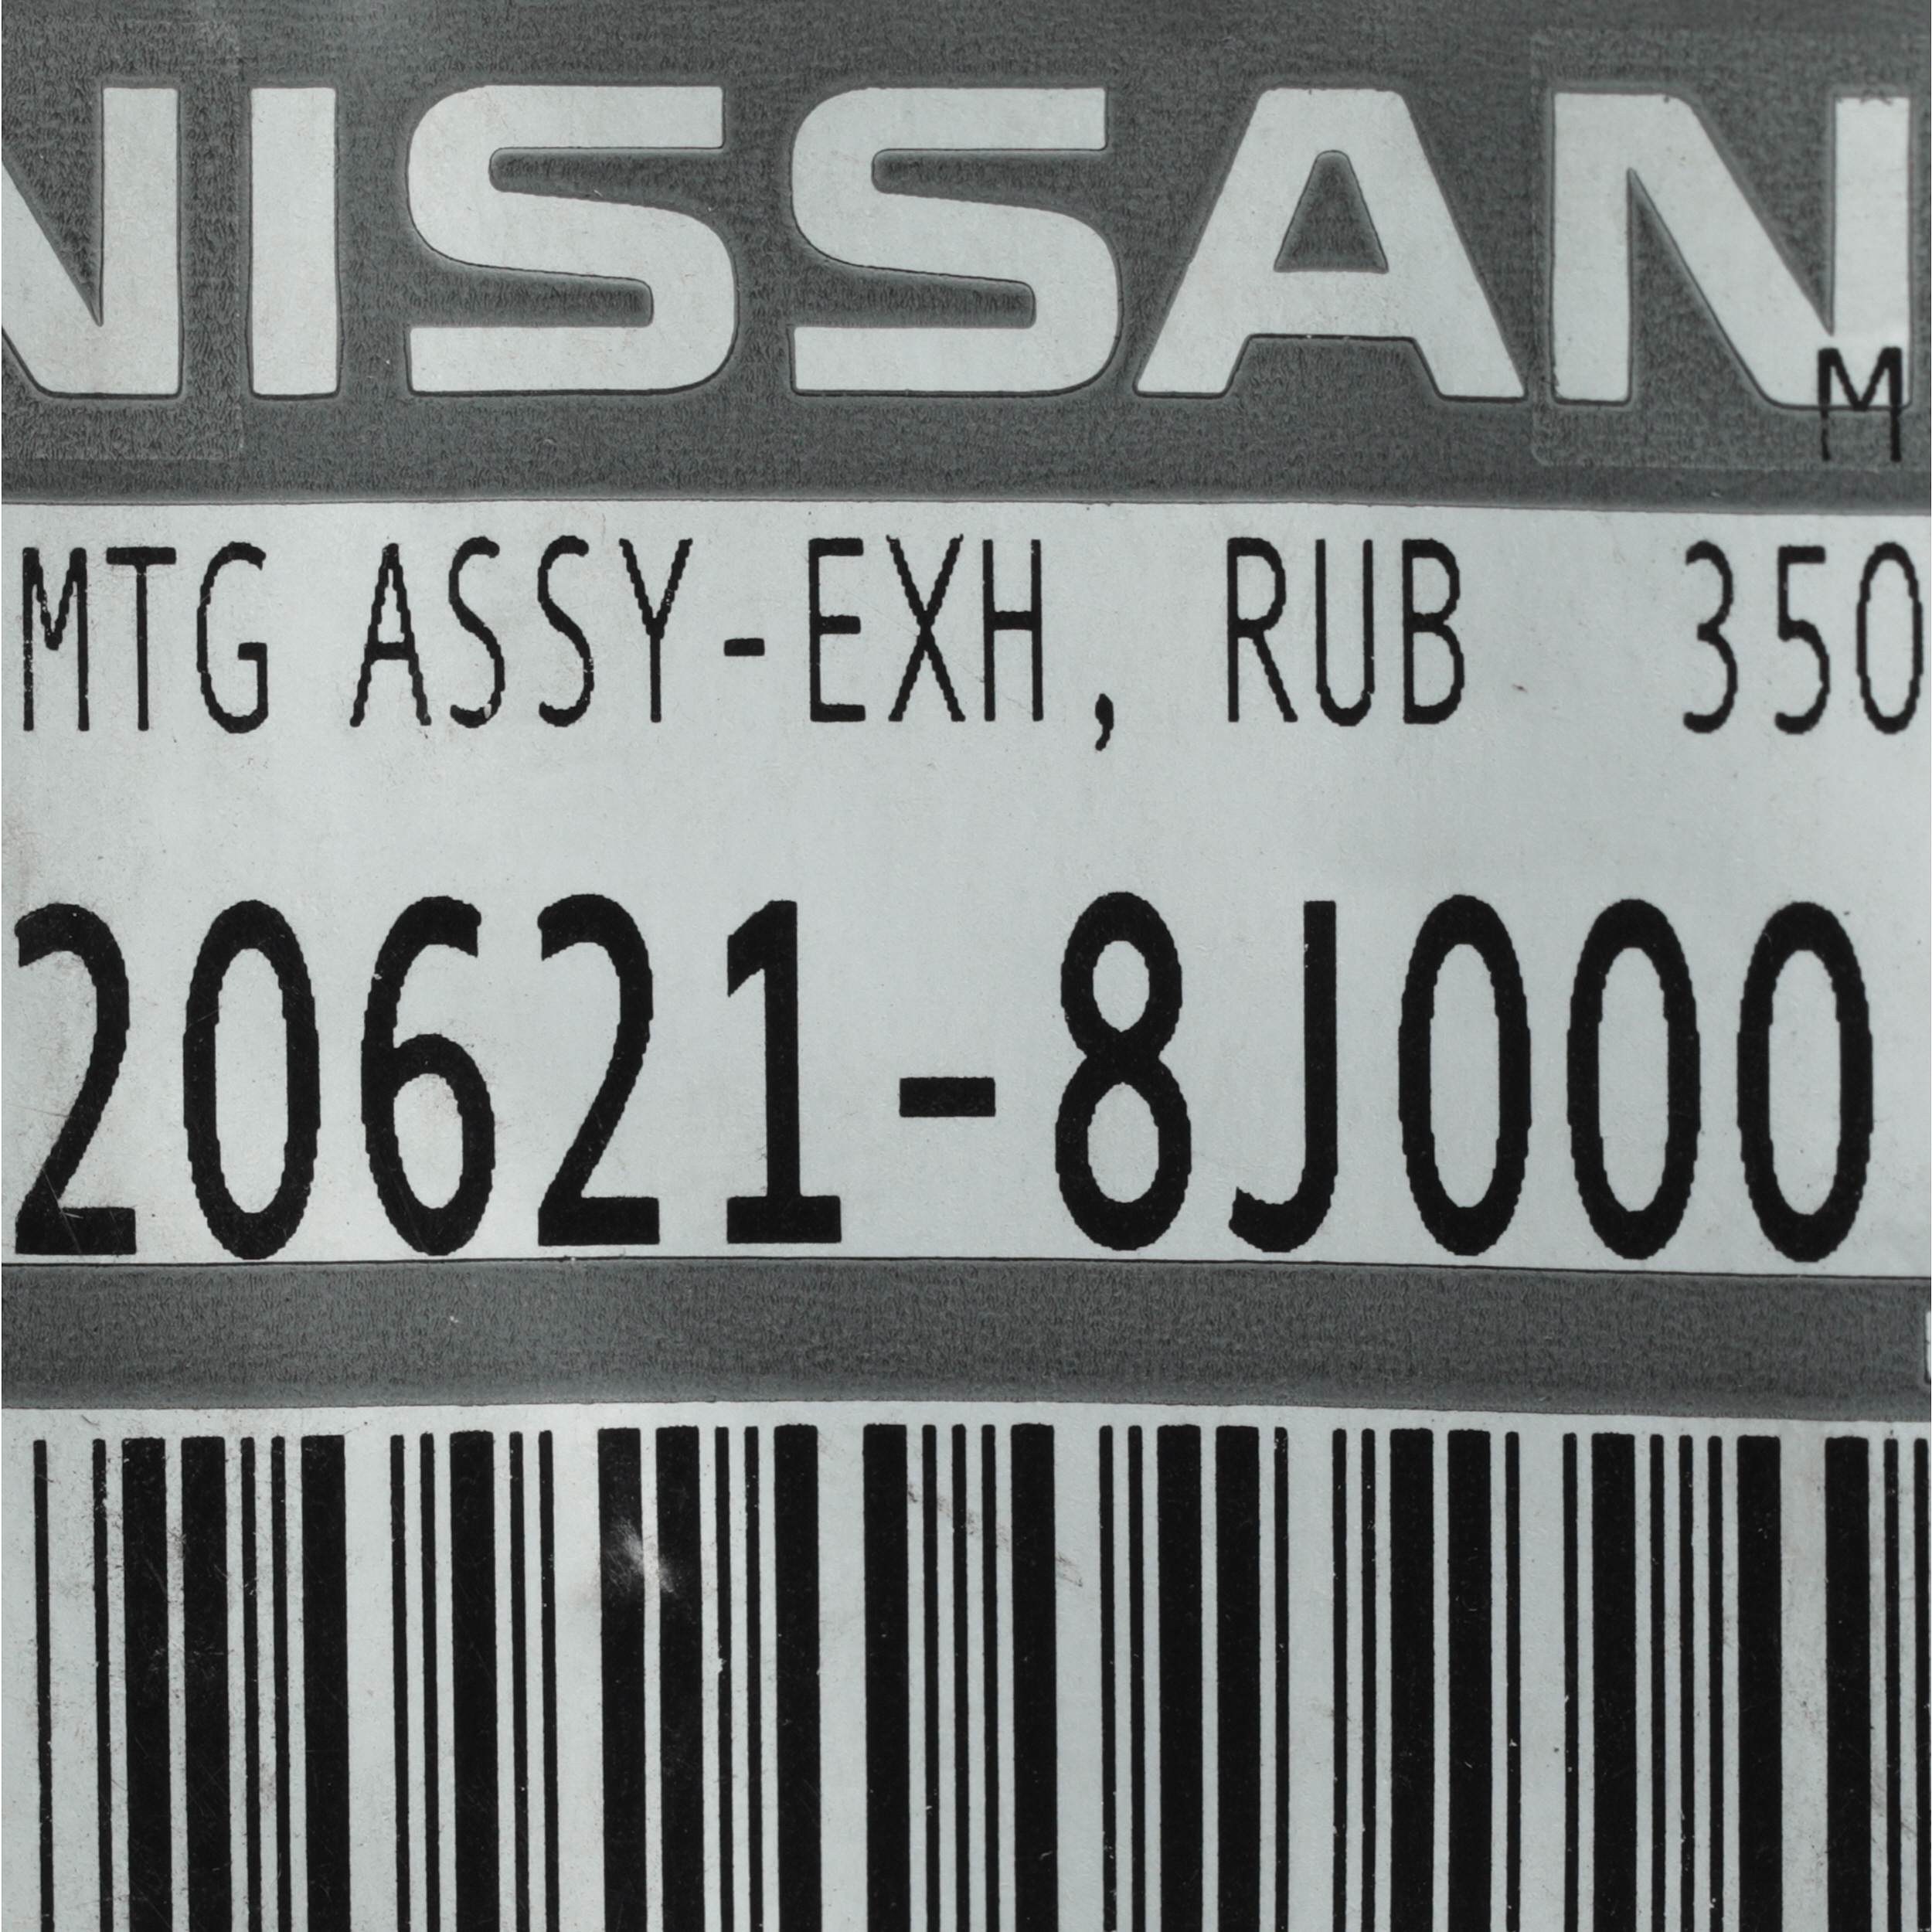 NISSAN
M
MTG ASSY-EXH, RUB 350
20621-8J000